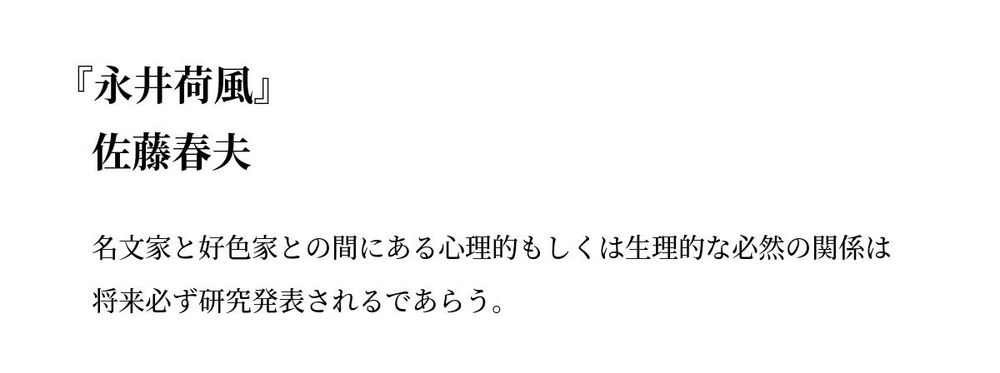 『永井荷風』
佐藤春夫
名文家と好色家との間にある心理的もしくは生理的な必然の関係は
将来必ず研究発表されるであらう。